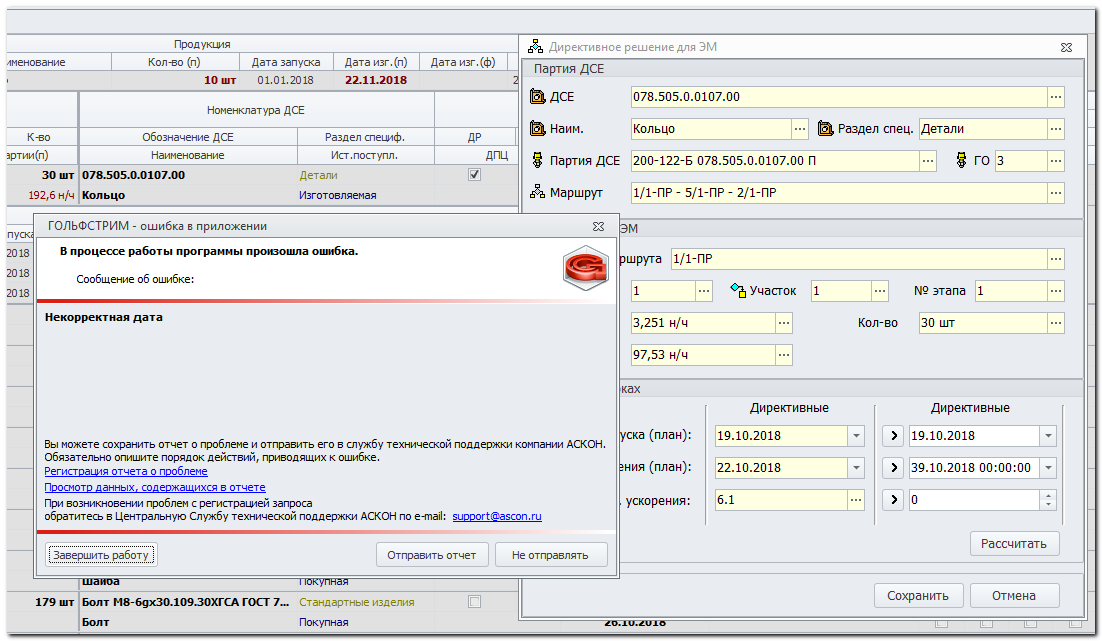 Продукция
именование Кол-во (п) Дата запуска Дата изг.(п) Дата изг.(ф)
10 шт 01.01.2018 22.11.2018 2
Номенклатура ДСЕ
К-во Обозначение ДСЕ Раздел специф. ДР
артии(п) Наименование Ист.поступл. ДПЦ
30 шт 078.505.0.0107.00 Детали
192,6 н/ч Кольцо Изготовляемая
пуска
2018
2018
2018
Директивное решение для ЭМ
Партия ДСЕ
ДСЕ 078.505.0.0107.00 ...
Наим. Кольцо ... Раздел спец. Детали ...
Партия ДСЕ 200-122-Б 078.505.0.0107.00 П ... ГО 3 ...
Маршрут 1/1-ПР - 5/1-ПР - 2/1-ПР ...
ЭМ
ршрута 1/1-ПР ...
1 ... Участок 1 ... № этапа 1 ...
3,251 н/ч ... Кол-во 30 шт ...
97,53 н/ч ...
ках
Директивные Директивные
уска (план): 19.10.2018 > 19.10.2018
ения (план): 22.10.2018 > 39.10.2018 00:00:00
. ускорения: 6.1 ... > 0
Рассчитать
Сохранить Отмена
ГОЛЬФСТРИМ - ошибка в приложении
В процессе работы программы произошла ошибка.
Сообщение об ошибке:
Некорректная дата
Вы можете сохранить отчет о проблеме и отправить его в службу технической поддержки компании АСКОН.
Обязательно опишите порядок действий, приводящих к ошибке.
Регистрация отчета о проблеме
Просмотр данных, содержащихся в отчете
При возникновении проблем с регистрацией запроса
обратитесь в Центральную Службу технической поддержки АСКОН по e-mail: support@ascon.ru
Завершить работу Отправить отчет Не отправлять
Шайба Покупная
179 шт Болт М8-6gх30.109.30ХГСА ГОСТ 7... Стандартные изделия
Болт Покупная 26.10.2018